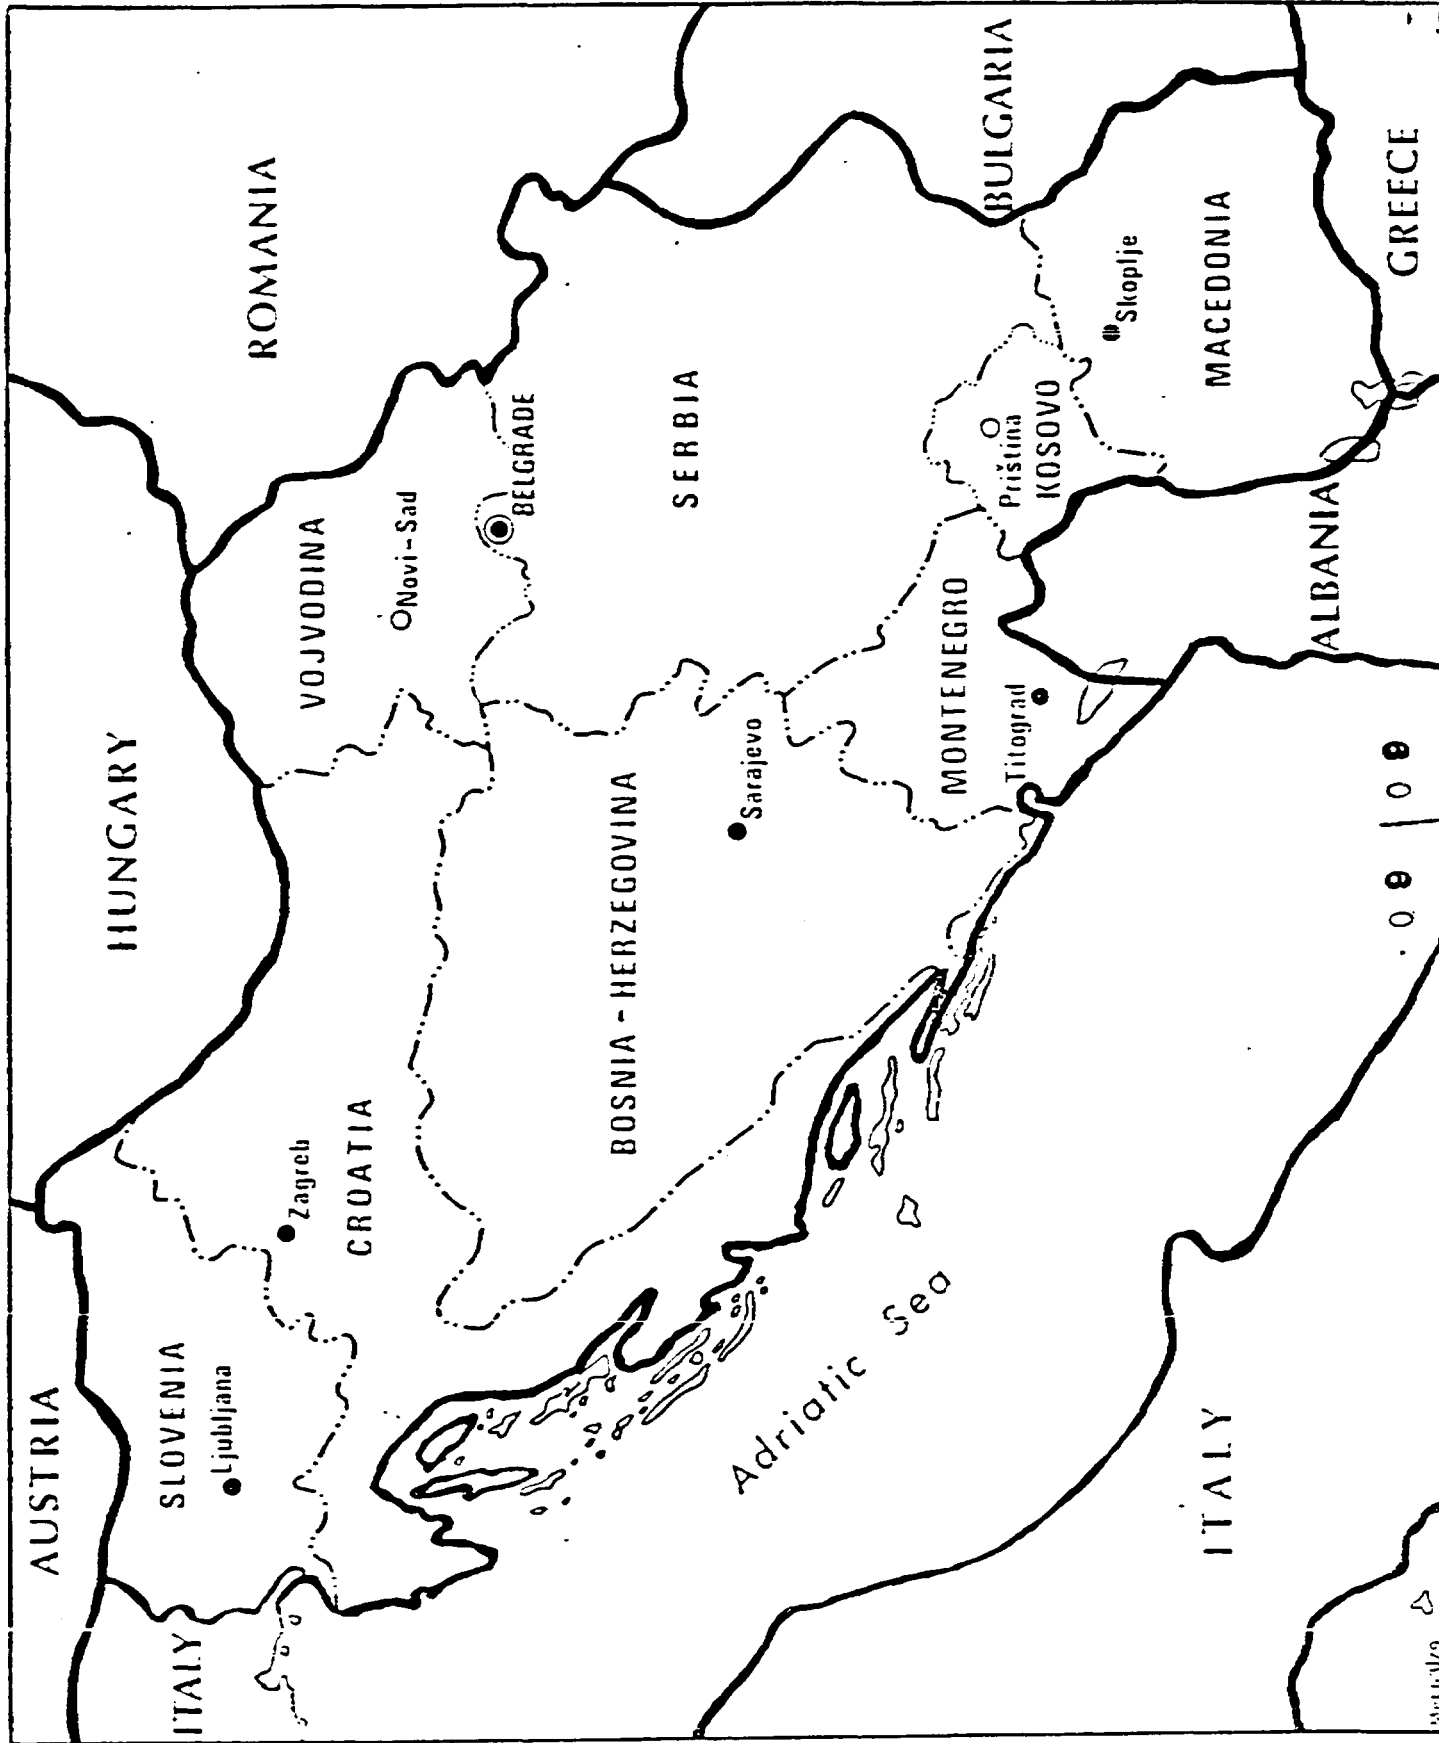 AUSTRIA
HUNGARY
ROMANIA
ITALY
SLOVENIA
Ljubljana
Zagreb
CROATIA
VOJVODINA
Novi-Sad
BELGRADE
BOSNIA - HERZEGOVINA
Sarajevo
SERBIA
MONTENEGRO
Titograd
Priština
KOSOVO
BULGARIA
Skoplje
MACEDONIA
Adriatic Sea
ITALY
ALBANIA
GREECE